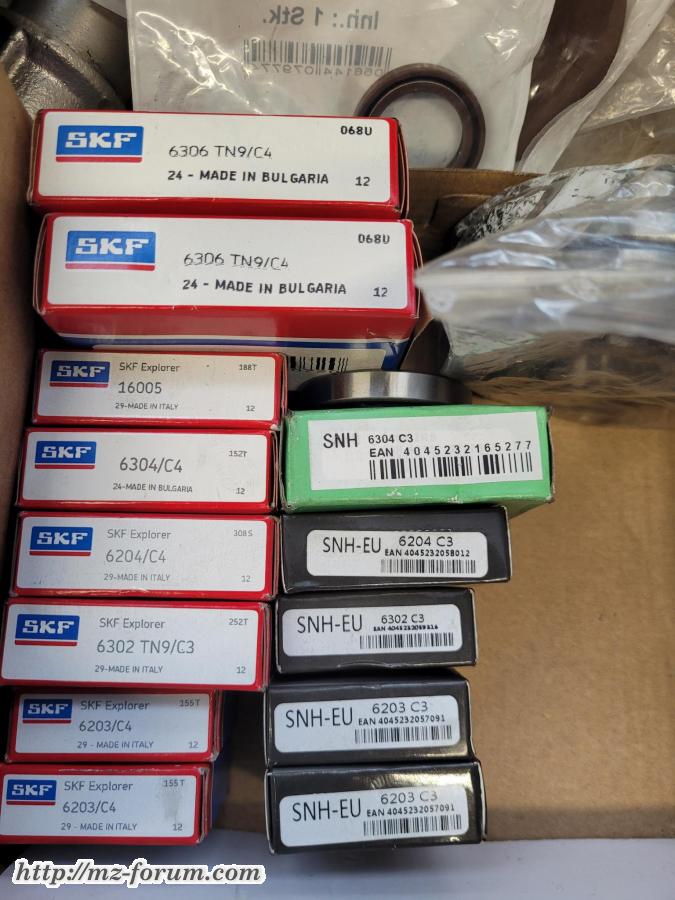 Inh.: 1 Stk.
SKF
068U
6306 TN9/C4
24 - MADE IN BULGARIA 12
SKF
068U
6306 TN9/C4
24 - MADE IN BULGARIA 12
SKF
SKF Explorer 188T
16005
29-MADE IN ITALY 12
SKF
152T
6304/C4
24-MADE IN BULGARIA 12
SNH 6304 C3
EAN 4045232165277
SKF
SKF Explorer 308S
6204/C4
29-MADE IN ITALY 12
SNH-EU 6204 C3
SKF
SKF Explorer 252T
6302 TN9/C3
29-MADE IN ITALY 12
SNH-EU 6302 C3
SKF
SKF Explorer 155T
6203/C4
29 - MADE IN ITALY 12
SNH-EU 6203 C3
EAN 4045232057091
SKF
SKF Explorer 155T
6203/C4
29 - MADE IN ITALY 12
SNH-EU 6203 C3
EAN 4045232057091
http://mz-forum.com